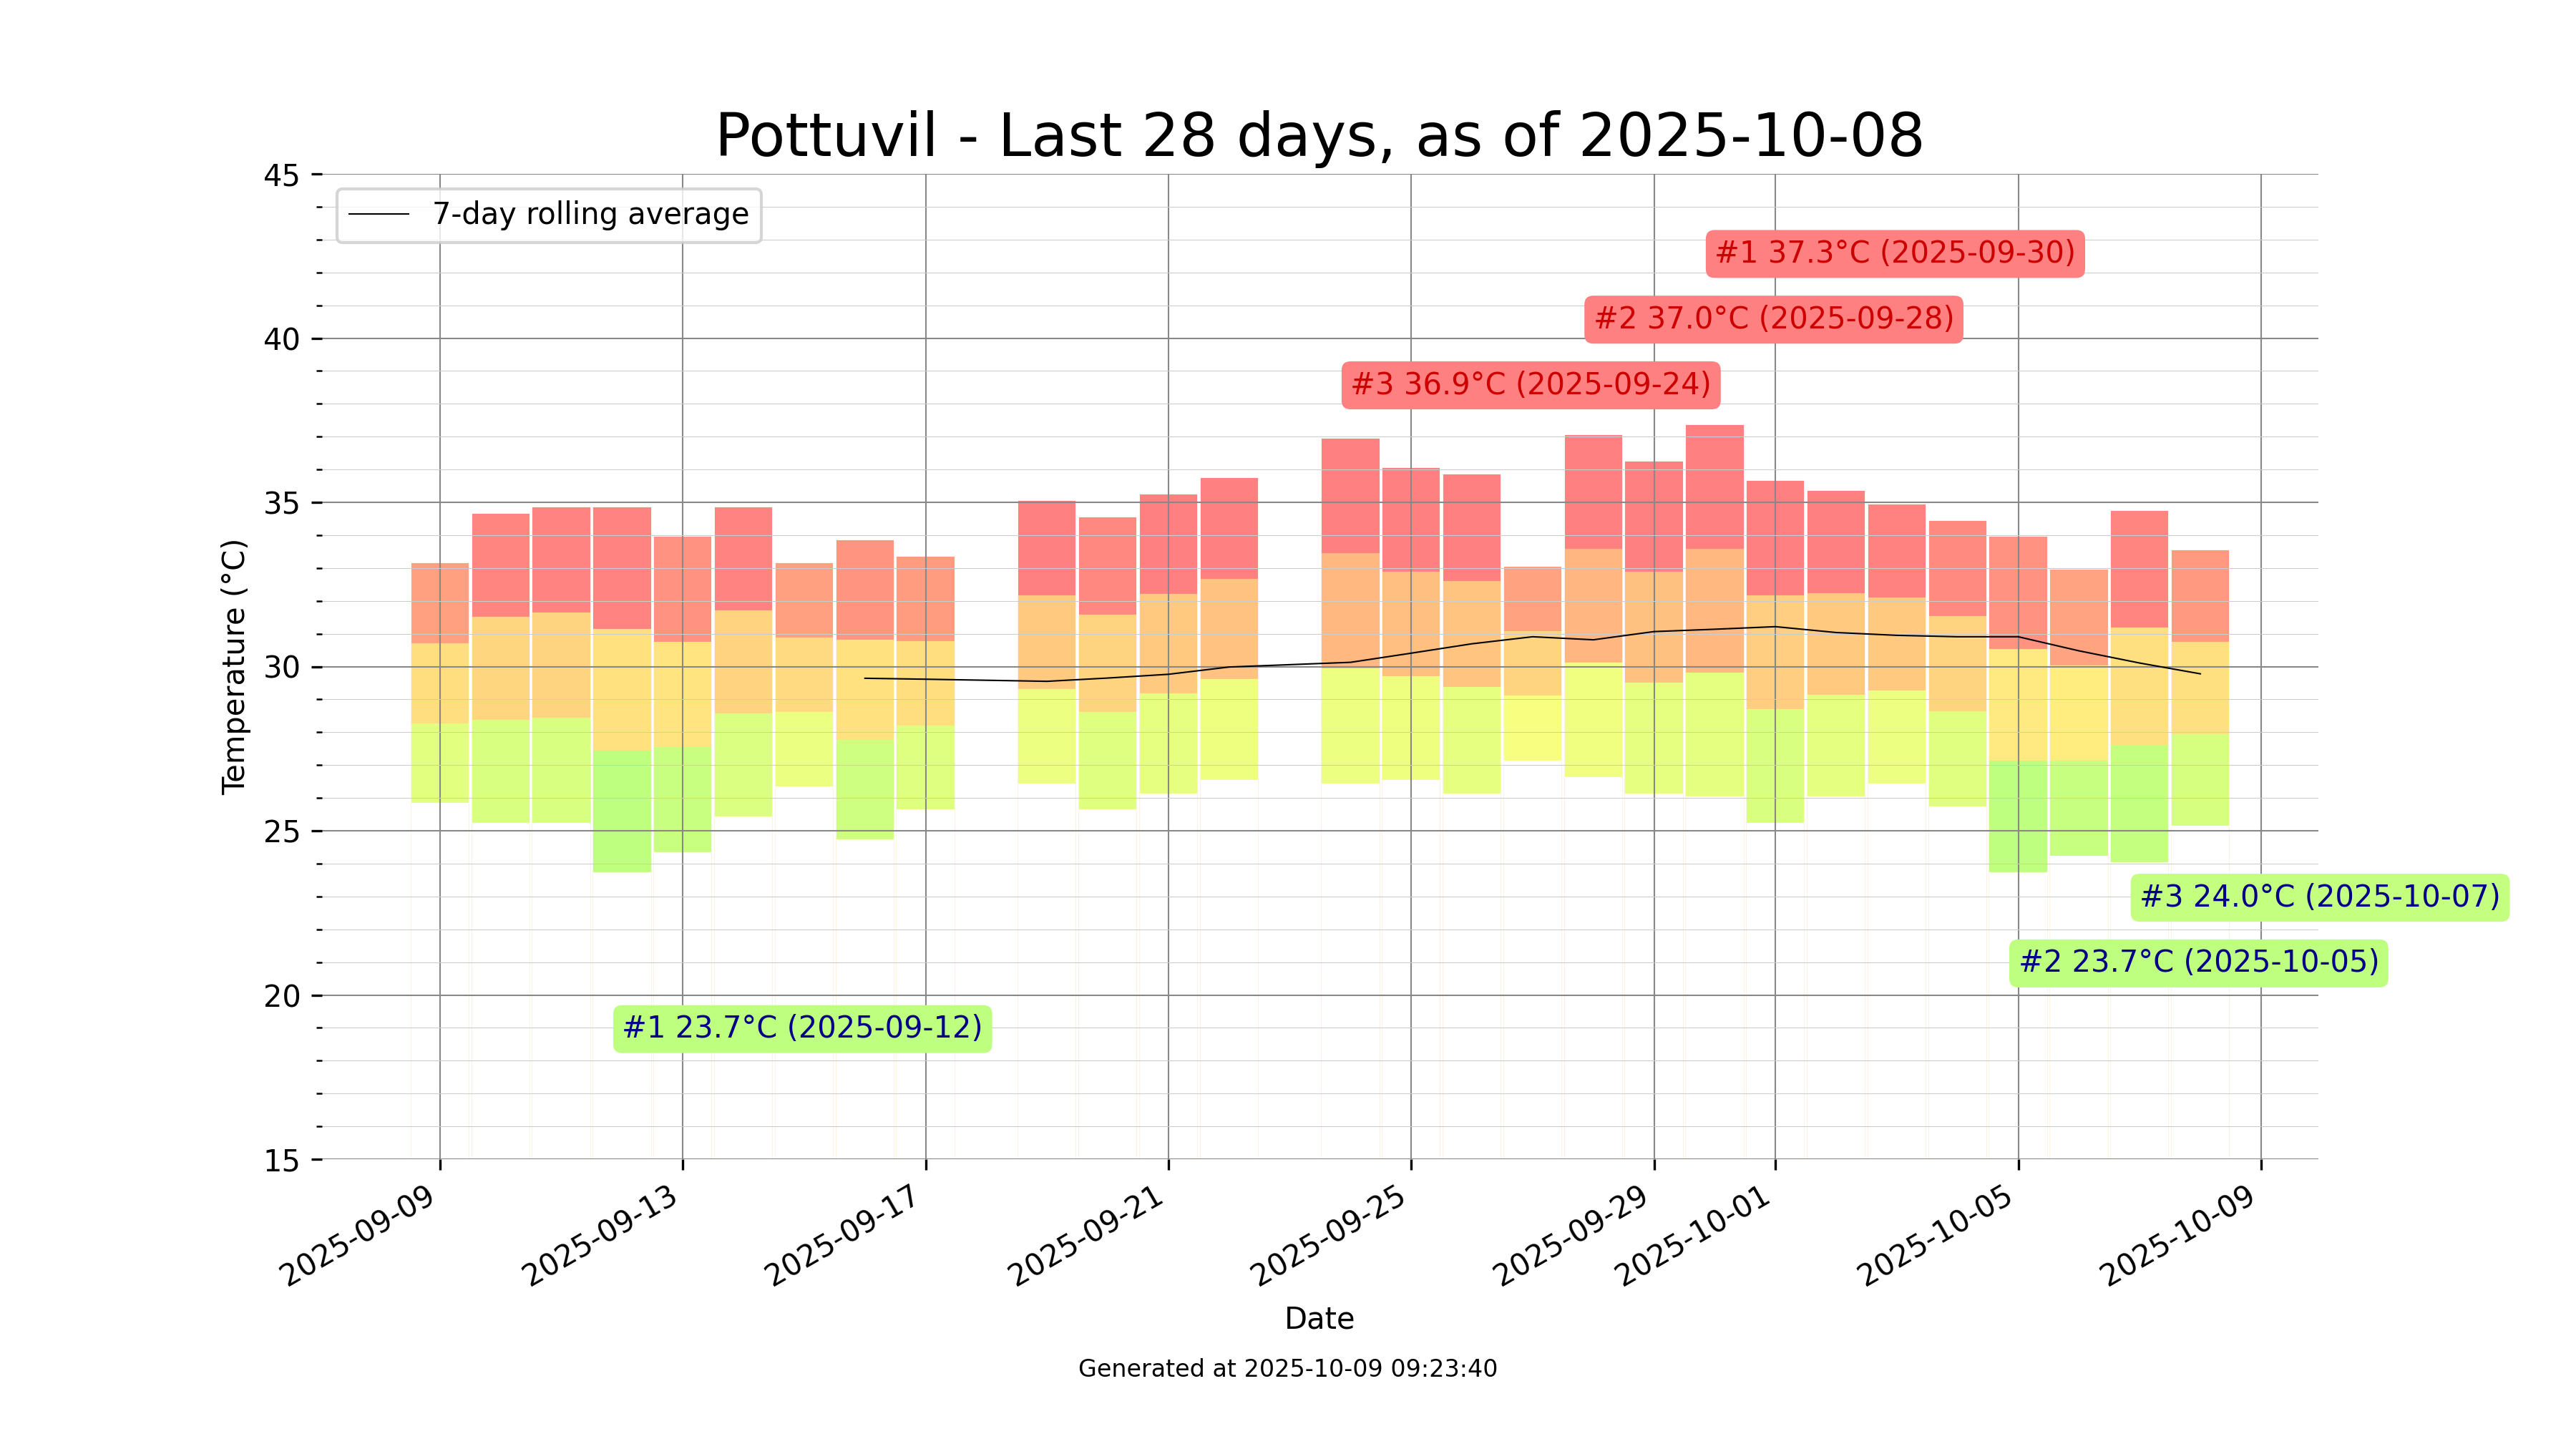 Pottuvil - Last 28 days, as of 2025-10-08
45
7-day rolling average
#1 37.3°C (2025-09-30)
#2 37.0°C (2025-09-28)
40
#3 36.9°C (2025-09-24)
35
30
Temperature (°C)
25
#3 24.0°C (2025-10-07)
#2 23.7°C (2025-10-05)
20
#1 23.7°C (2025-09-12)
15
2025-09-09
2025-09-13
2025-09-17
2025-09-21
2025-09-25
2025-09-29
2025-10-01
2025-10-05
2025-10-09
Date
Generated at 2025-10-09 09:23:40